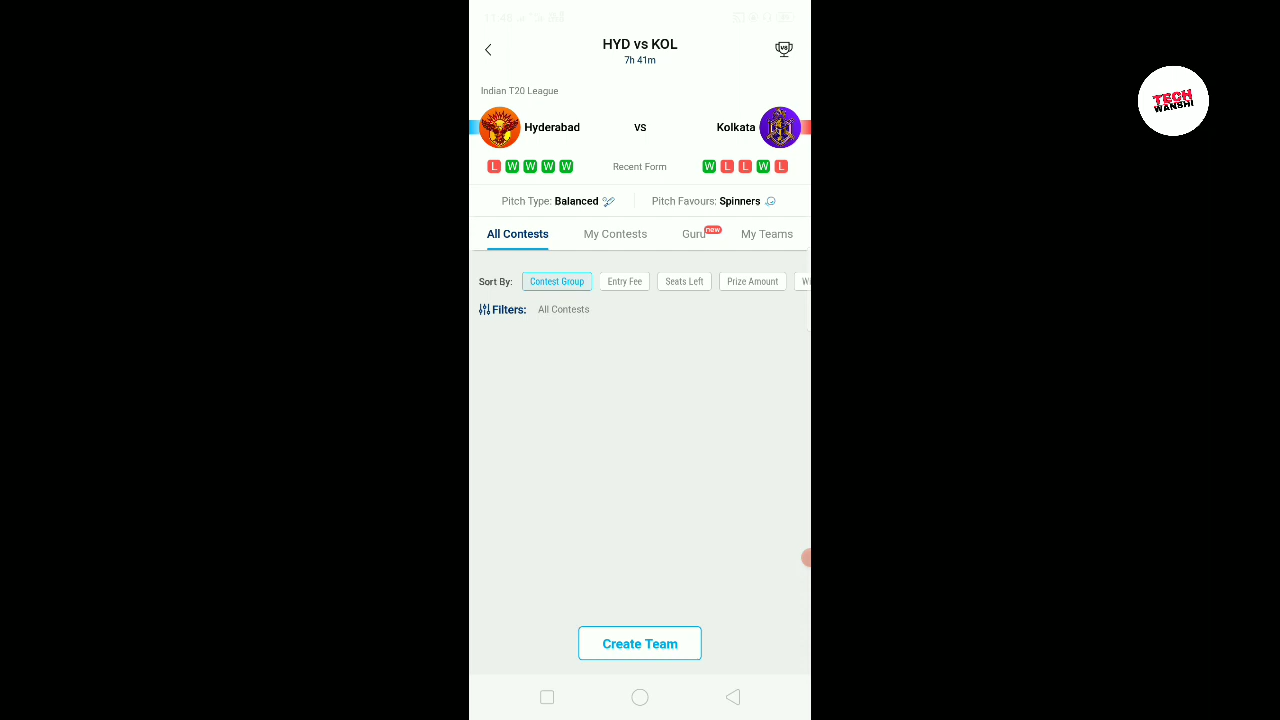 HYD vs KOL
7h 41m
TECH
WANSHI
Indian T20 League
Hyderabad VS Kolkata
L W W W W Recent Form W L L W L
Pitch Type: Balanced Pitch Favours: Spinners
All Contests My Contests Guru new My Teams
Sort By: Contest Group Entry Fee Seats Left Prize Amount
Filters: All Contests
Create Team